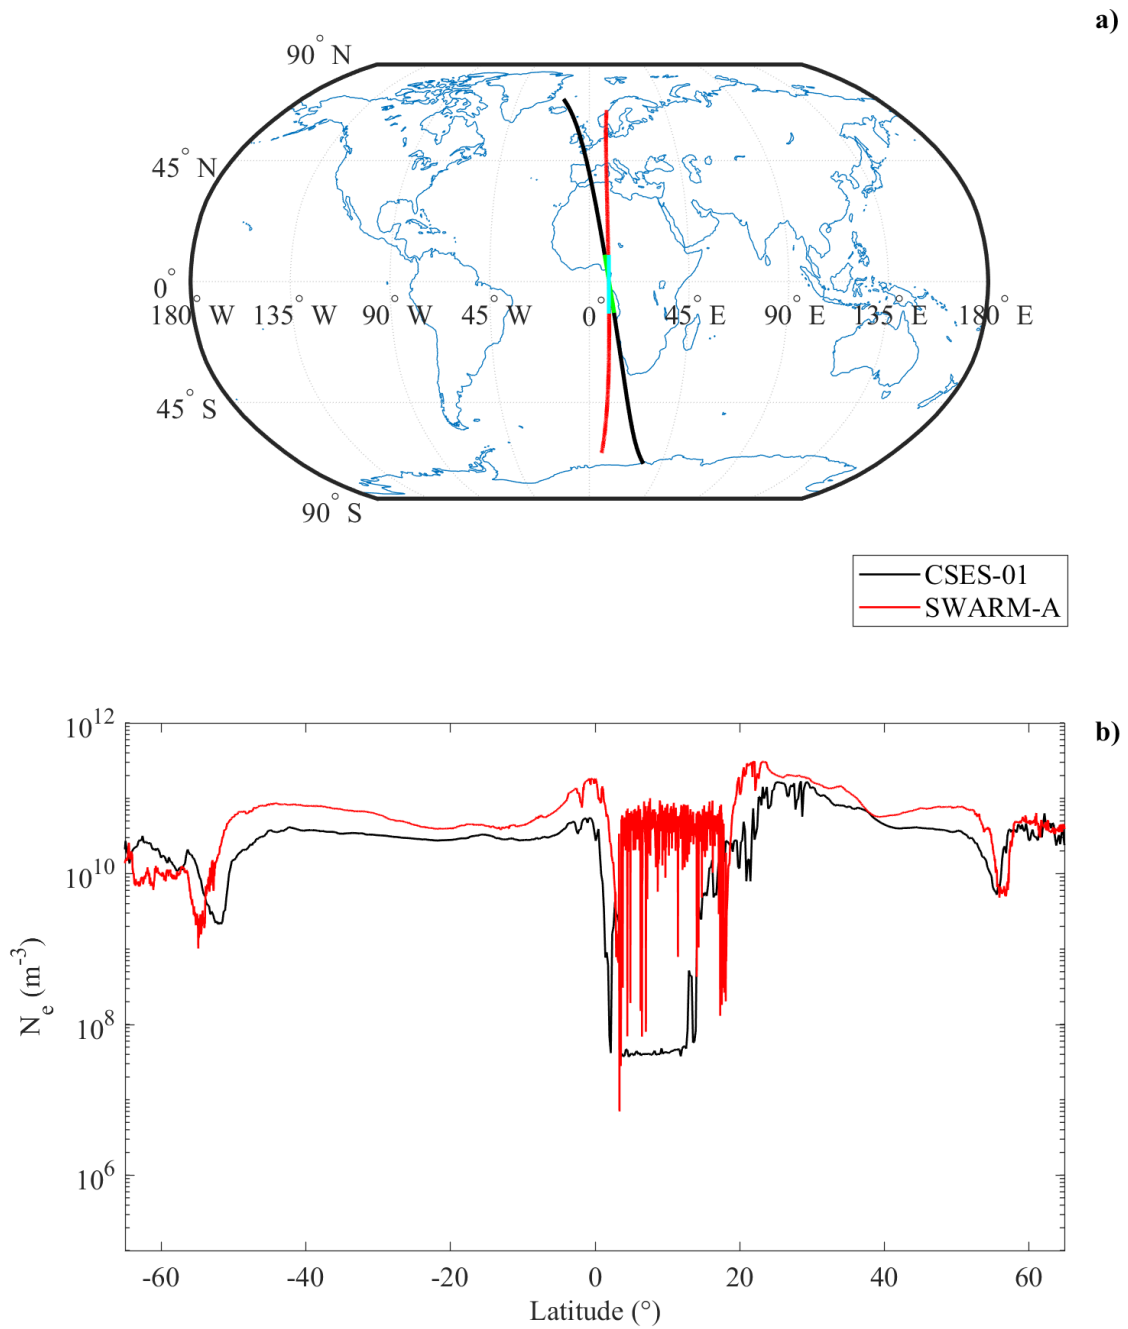 a)
90° N
45° N
0°
180° W 135° W 90° W 45° W 0° 45° E 90° E 135° E 180° E
45° S
90° S
CSES-01
SWARM-A
b)
10^12
10^10
10^8
10^6
N_e (m^-3)
-60 -40 -20 0 20 40 60
Latitude (°)